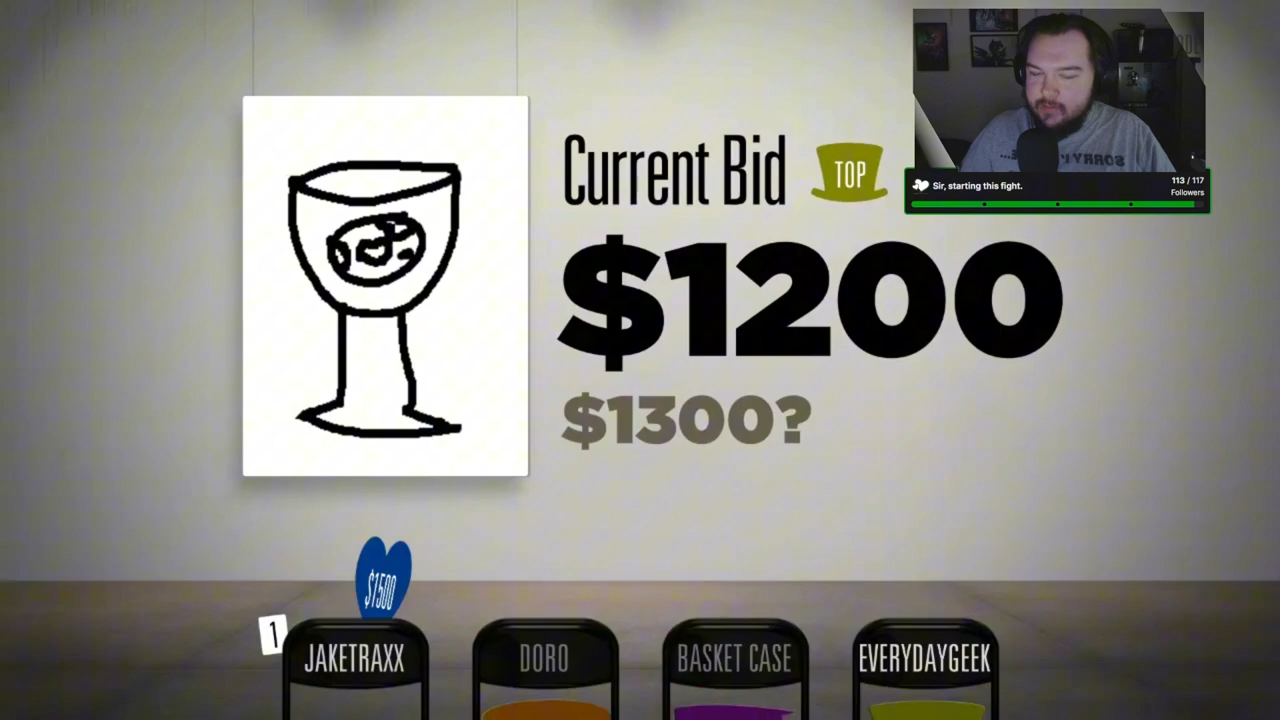 Current Bid
TOP
$1200
$1300?
Sir, starting this fight.
113 / 117
Followers
$1500
1
JAKETRAXX
DORO
BASKET CASE
EVERYDAYGEEK